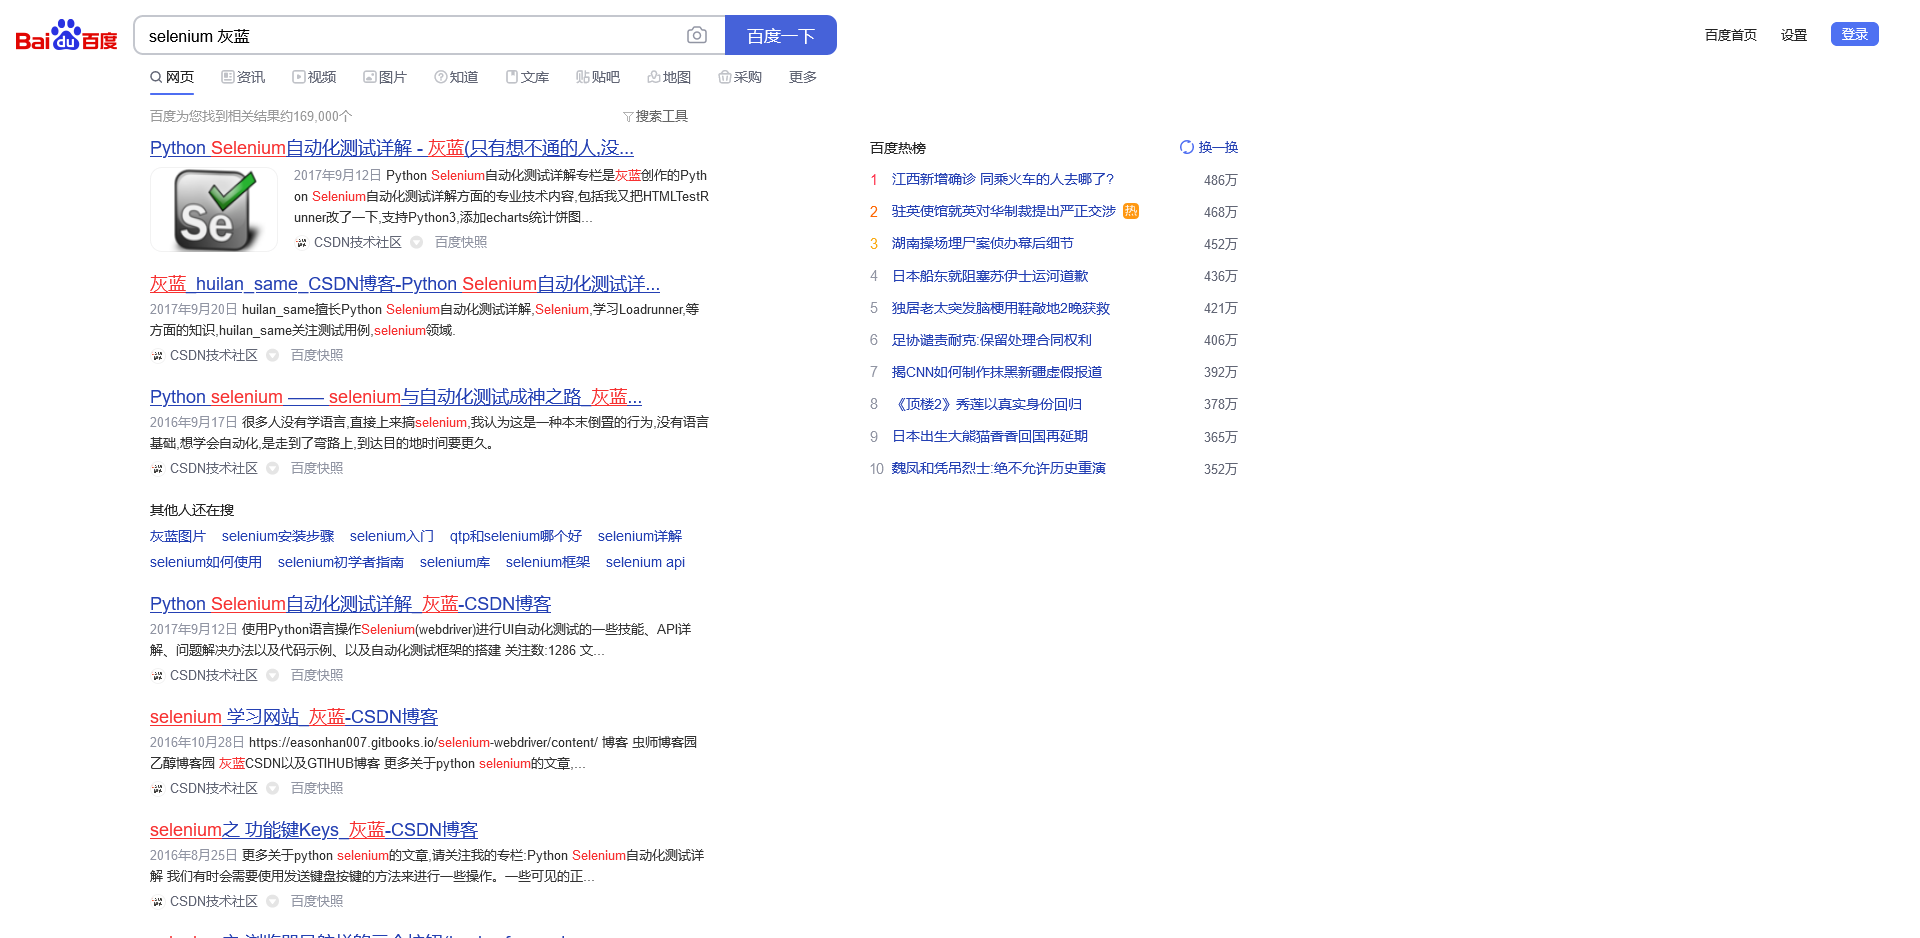 Bai du 百度
selenium 灰蓝
百度一下
百度首页 设置 登录
网页 资讯 视频 图片 知道 文库 贴吧 地图 采购 更多
百度为您找到相关结果约169,000个
搜索工具
Python Selenium自动化测试详解 - 灰蓝(只有想不通的人,没...
2017年9月12日 Python Selenium自动化测试详解专栏是灰蓝创作的Pyth
on Selenium自动化测试详解方面的专业技术内容,包括我又把HTMLTestR
unner改了一下,支持Python3,添加echarts统计饼图...
CSDN技术社区 百度快照
灰蓝_huilan_same_CSDN博客-Python Selenium自动化测试详...
2017年9月20日 huilan_same擅长Python Selenium自动化测试详解,Selenium,学习Loadrunner,等
方面的知识,huilan_same关注测试用例,selenium领域.
CSDN技术社区 百度快照
Python selenium —— selenium与自动化测试成神之路_灰蓝...
2016年9月17日 很多人没有学语言,直接上来搞selenium,我认为这是一种本末倒置的行为,没有语言
基础,想学会自动化,是走到了弯路上,到达目的地时间要更久。
CSDN技术社区 百度快照
其他人还在搜
灰蓝图片 selenium安装步骤 selenium入门 qtp和selenium哪个好 selenium详解
selenium如何使用 selenium初学者指南 selenium库 selenium框架 selenium api
Python Selenium自动化测试详解_灰蓝-CSDN博客
2017年9月12日 使用Python语言操作Selenium(webdriver)进行UI自动化测试的一些技能、API详
解、问题解决办法以及代码示例、以及自动化测试框架的搭建 关注数:1286 文...
CSDN技术社区 百度快照
selenium 学习网站_灰蓝-CSDN博客
2016年10月28日 https://easonhan007.gitbooks.io/selenium-webdriver/content/ 博客 虫师博客园
乙醇博客园 灰蓝CSDN以及GTIHUB博客 更多关于python selenium的文章,...
CSDN技术社区 百度快照
selenium之 功能键Keys_灰蓝-CSDN博客
2016年8月25日 更多关于python selenium的文章,请关注我的专栏:Python Selenium自动化测试详
解 我们有时会需要使用发送键盘按键的方法来进行一些操作。一些可见的正...
CSDN技术社区 百度快照
百度热榜 换一换
1 江西新增确诊 同乘火车的人去哪了? 486万
2 驻英使馆就英对华制裁提出严正交涉 热 468万
3 湖南操场埋尸案侦办幕后细节 452万
4 日本船东就阻塞苏伊士运河道歉 436万
5 独居老太突发脑梗用鞋敲地2晚获救 421万
6 足协谴责耐克:保留处理合同权利 406万
7 揭CNN如何制作抹黑新疆虚假报道 392万
8 《顶楼2》秀莲以真实身份回归 378万
9 日本出生大熊猫香香回国再延期 365万
10 魏凤和凭吊烈士:绝不允许历史重演 352万
Se